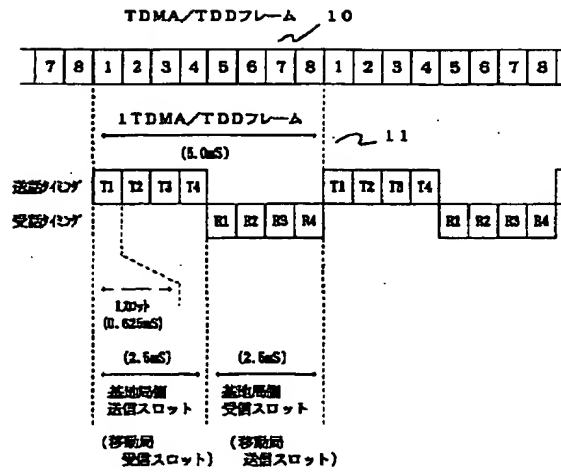 TDMA/TDDフレーム 10
7 8 1 2 3 4 5 6 7 8 1 2 3 4 5 6 7 8
1TDMA/TDDフレーム
(5.0mS)
11
送話タイミング T1 T2 T3 T4 T1 T2 T3 T4
受話タイミング R1 R2 R3 R4 R1 R2 R3 R4
1スロット
(0.625mS)
(2.5mS) (2.5mS)
基地局側 基地局側
送信スロット 受信スロット
(移動局 (移動局
受信スロット) 送信スロット)